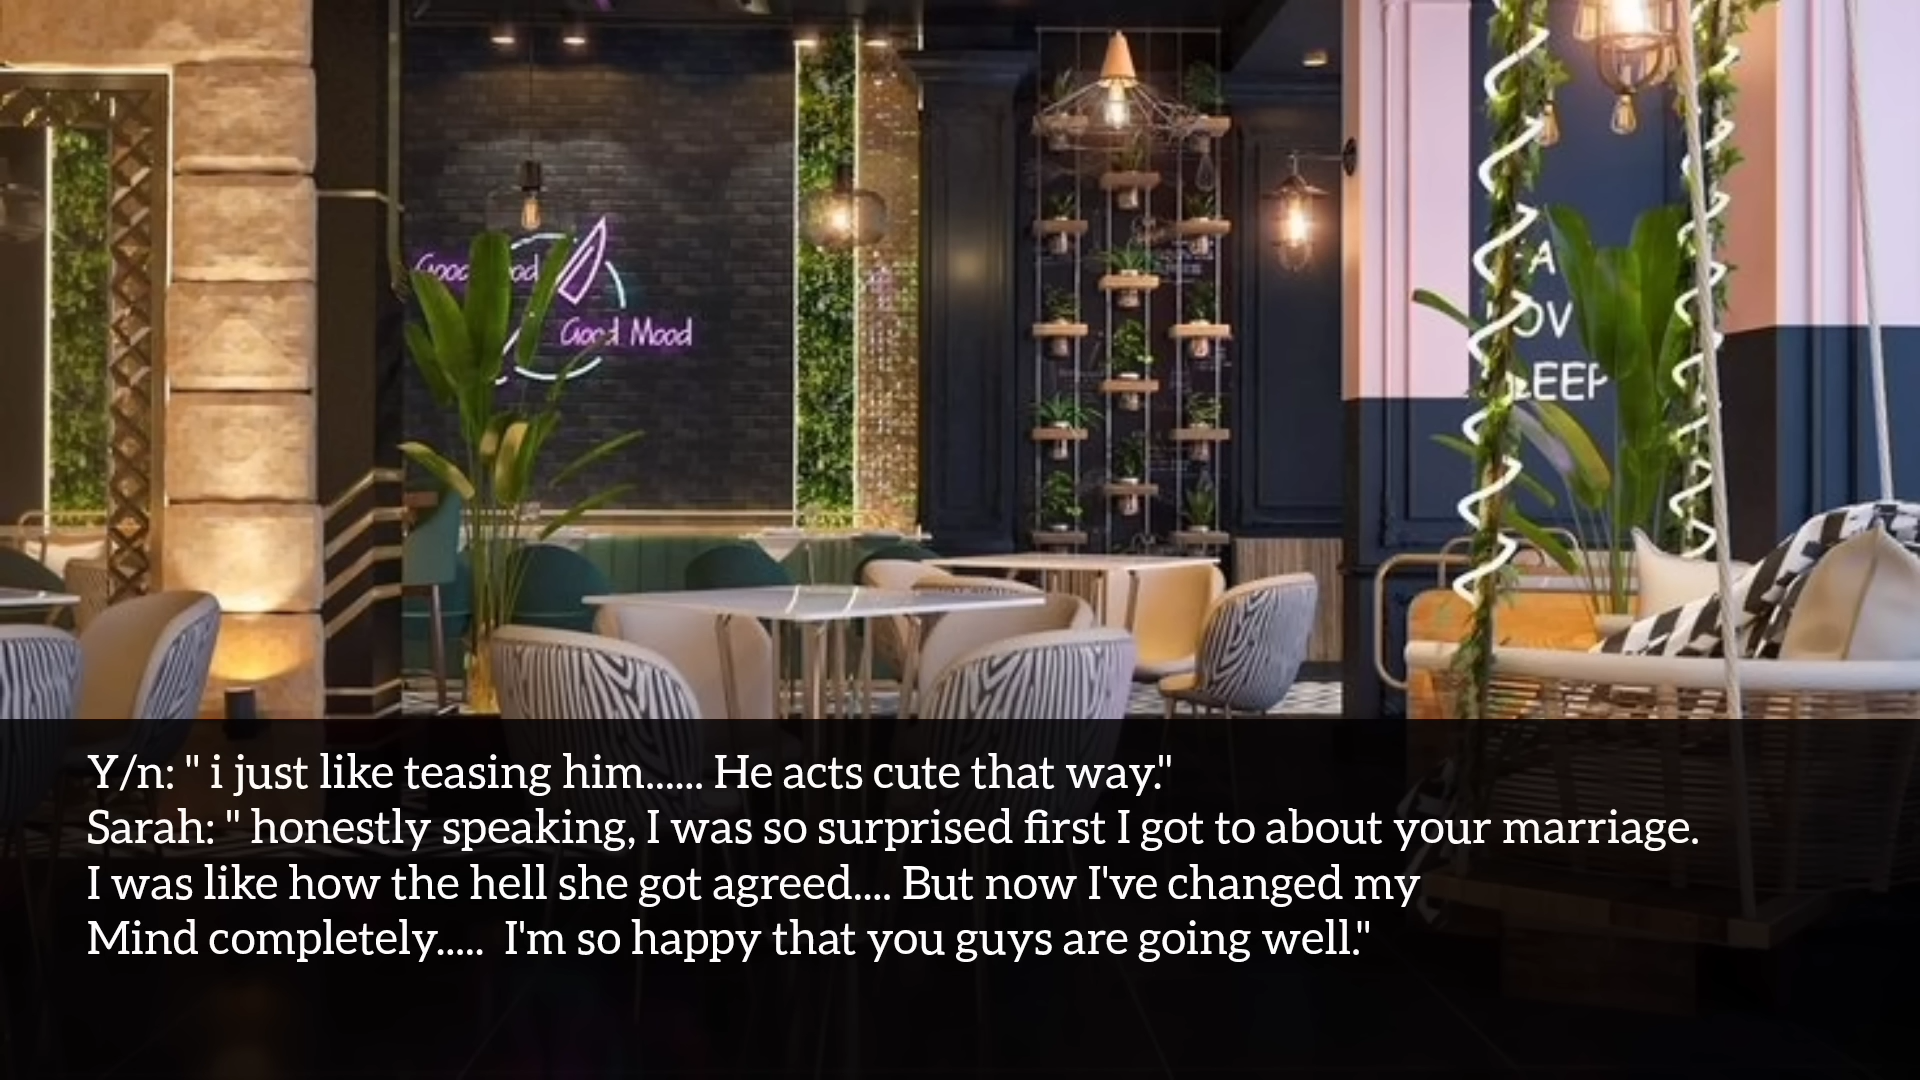 Good Mood
A
OV
LEEP
Y/n: " i just like teasing him...... He acts cute that way."
Sarah: " honestly speaking, I was so surprised first I got to about your marriage.
I was like how the hell she got agreed.... But now I've changed my
Mind completely.....  I'm so happy that you guys are going well."